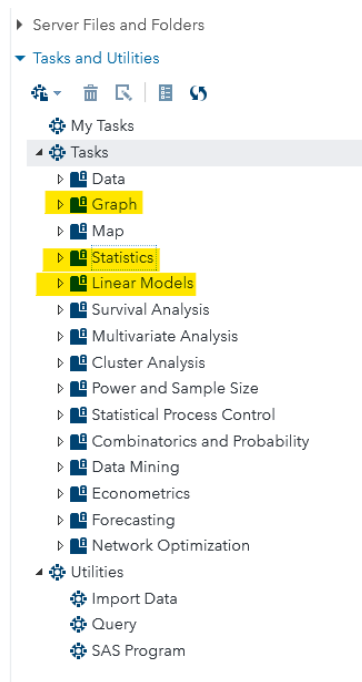 Server Files and Folders
Tasks and Utilities
My Tasks
Tasks
Data
Graph
Map
Statistics
Linear Models
Survival Analysis
Multivariate Analysis
Cluster Analysis
Power and Sample Size
Statistical Process Control
Combinatorics and Probability
Data Mining
Econometrics
Forecasting
Network Optimization
Utilities
Import Data
Query
SAS Program